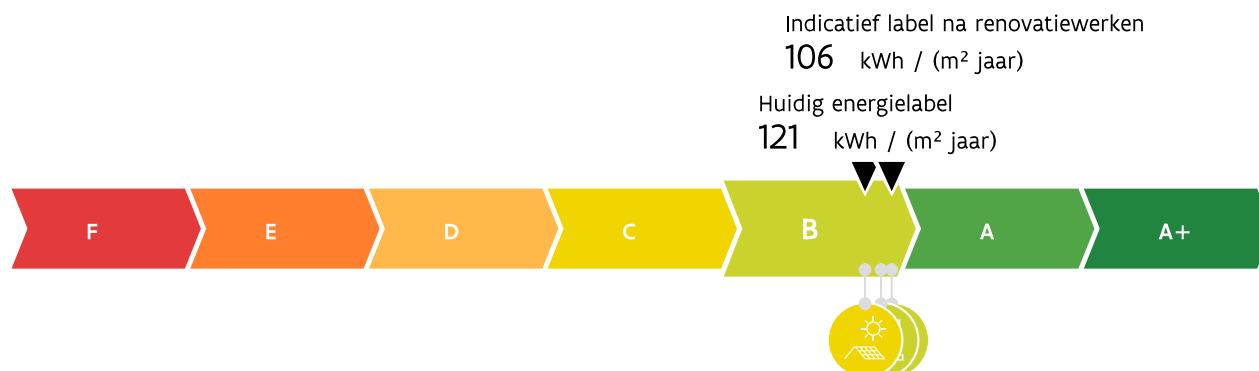 Indicatief label na renovatiewerken
106 kWh / (m² jaar)
Huidig energielabel
121 kWh / (m² jaar)
F E D C B A A+